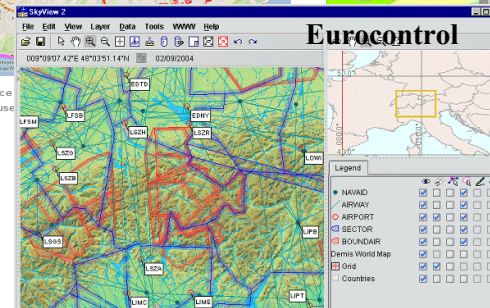 SkyView 2
File Edit View Layer Data Tools WWW Help
Eurocontrol
009°09'07.42"E 48°03'51.14"N 02/09/2004
EDTD
LFSB
EDNY
LFSM
LSZH
LSZR
LSZG
LOWI
LSZB
LSGS
LIPB
LSZA
LIMC
LIME
LIPT
Legend
NAVAID
AIRWAY
AIRPORT
SECTOR
BOUNDAIR
Demis World Map
Grid
Countries